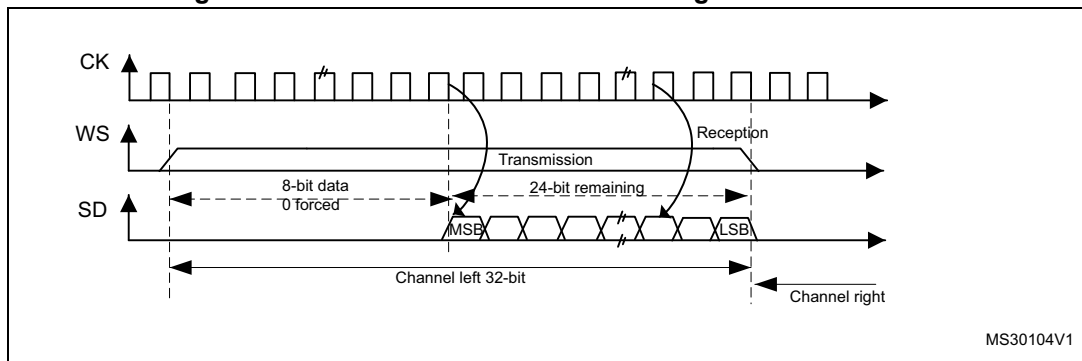 CK
WS
Reception
Transmission
8-bit data
0 forced
24-bit remaining
SD
MSB
LSB
Channel left 32-bit
Channel right
MS30104V1